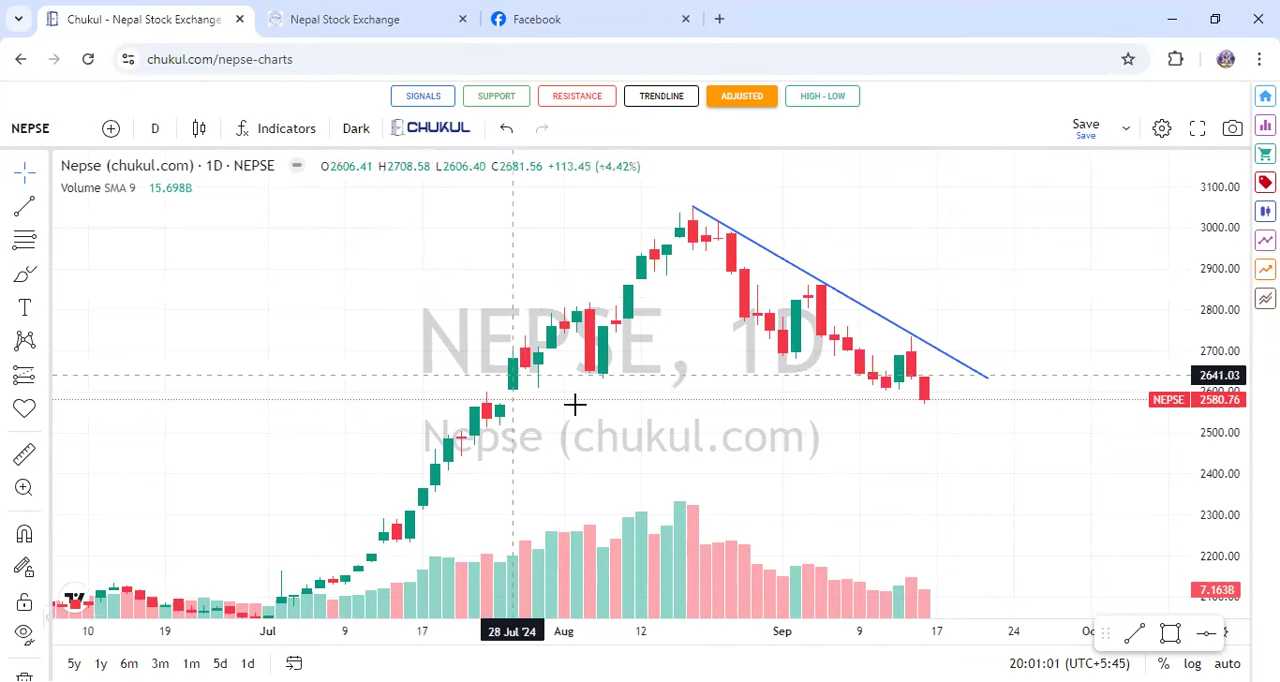 Chukul - Nepal Stock Exchange
Nepal Stock Exchange
Facebook
chukul.com/nepse-charts
SIGNALS
SUPPORT
RESISTANCE
TRENDLINE
ADJUSTED
HIGH - LOW
NEPSE
D
Indicators
Dark
CHUKUL
Save
Save
Nepse (chukul.com) · 1D · NEPSE
O2606.41 H2708.58 L2606.40 C2681.56 +113.45 (+4.42%)
Volume SMA 9 15.698B
NEPSE, 1D
Nepse (chukul.com)
3100.00
3000.00
2900.00
2800.00
2700.00
2641.03
NEPSE 2580.76
2500.00
2400.00
2300.00
2200.00
7.163B
10
19
Jul
9
17
28 Jul '24
Aug
12
Sep
9
17
24
5y
1y
6m
3m
1m
5d
1d
20:01:01 (UTC+5:45)
%
log
auto